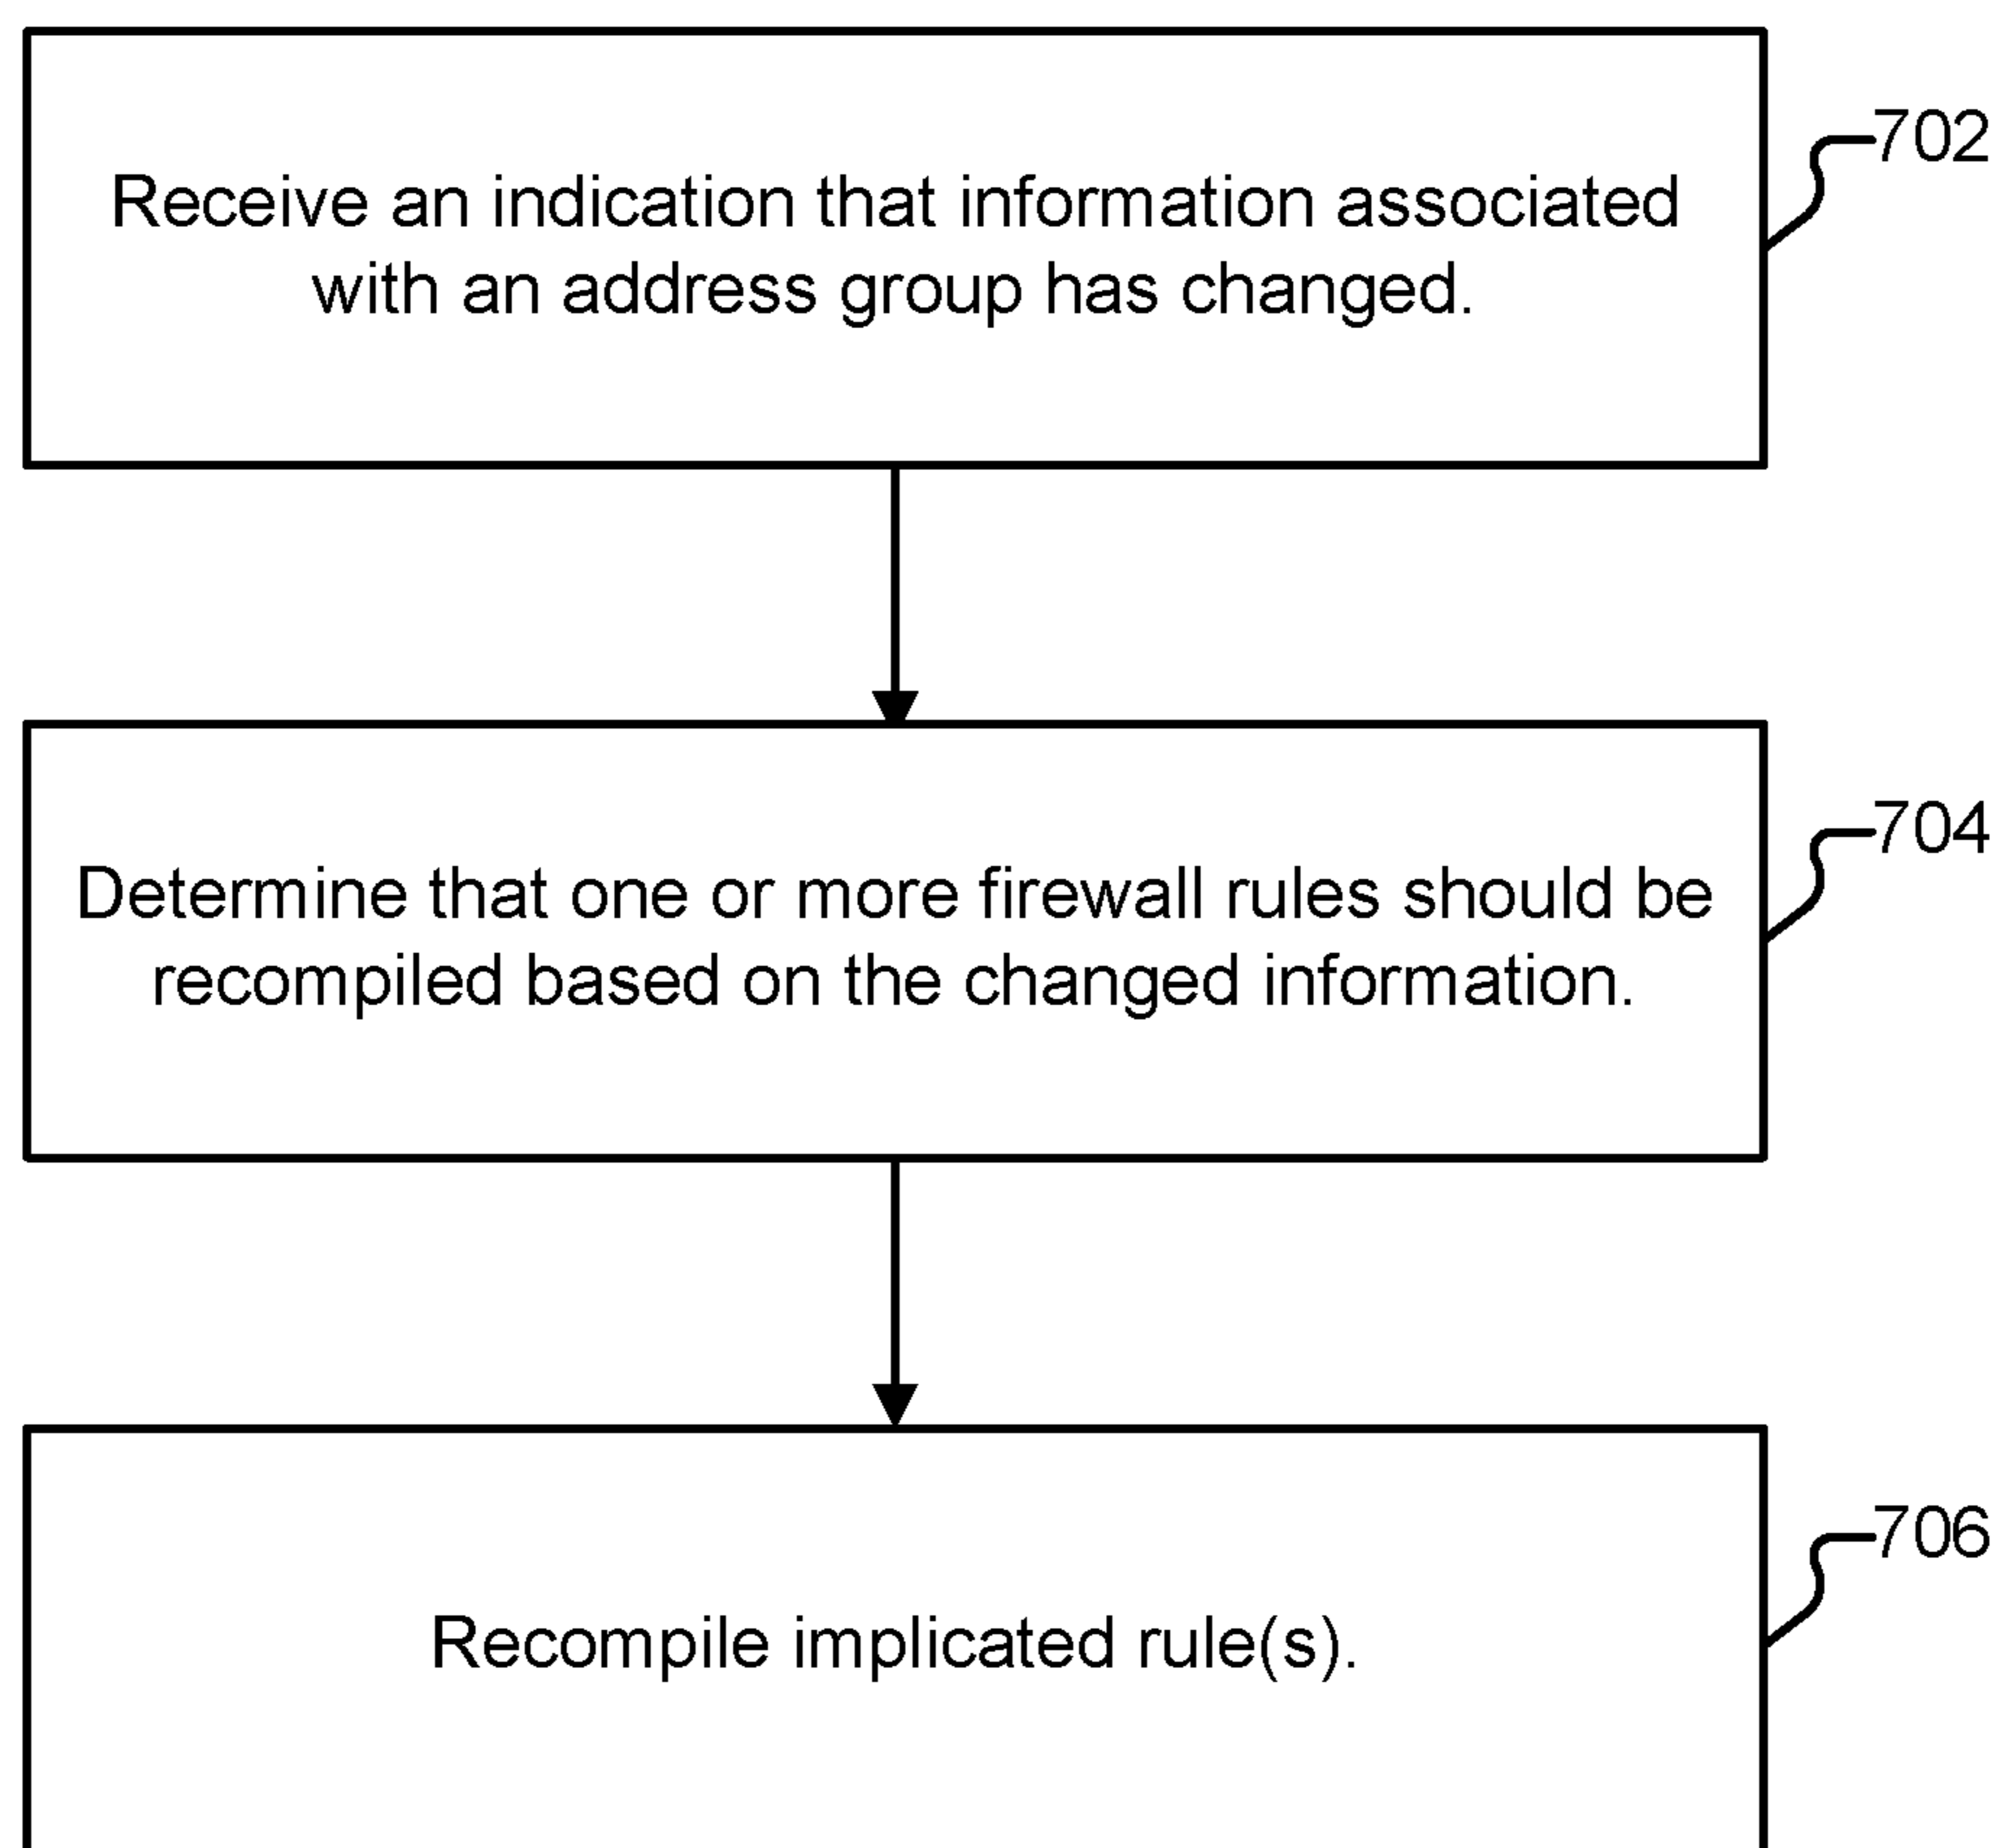 Receive an indication that information associated
with an address group has changed.
702
Determine that one or more firewall rules should be
recompiled based on the changed information.
704
Recompile implicated rule(s).
706